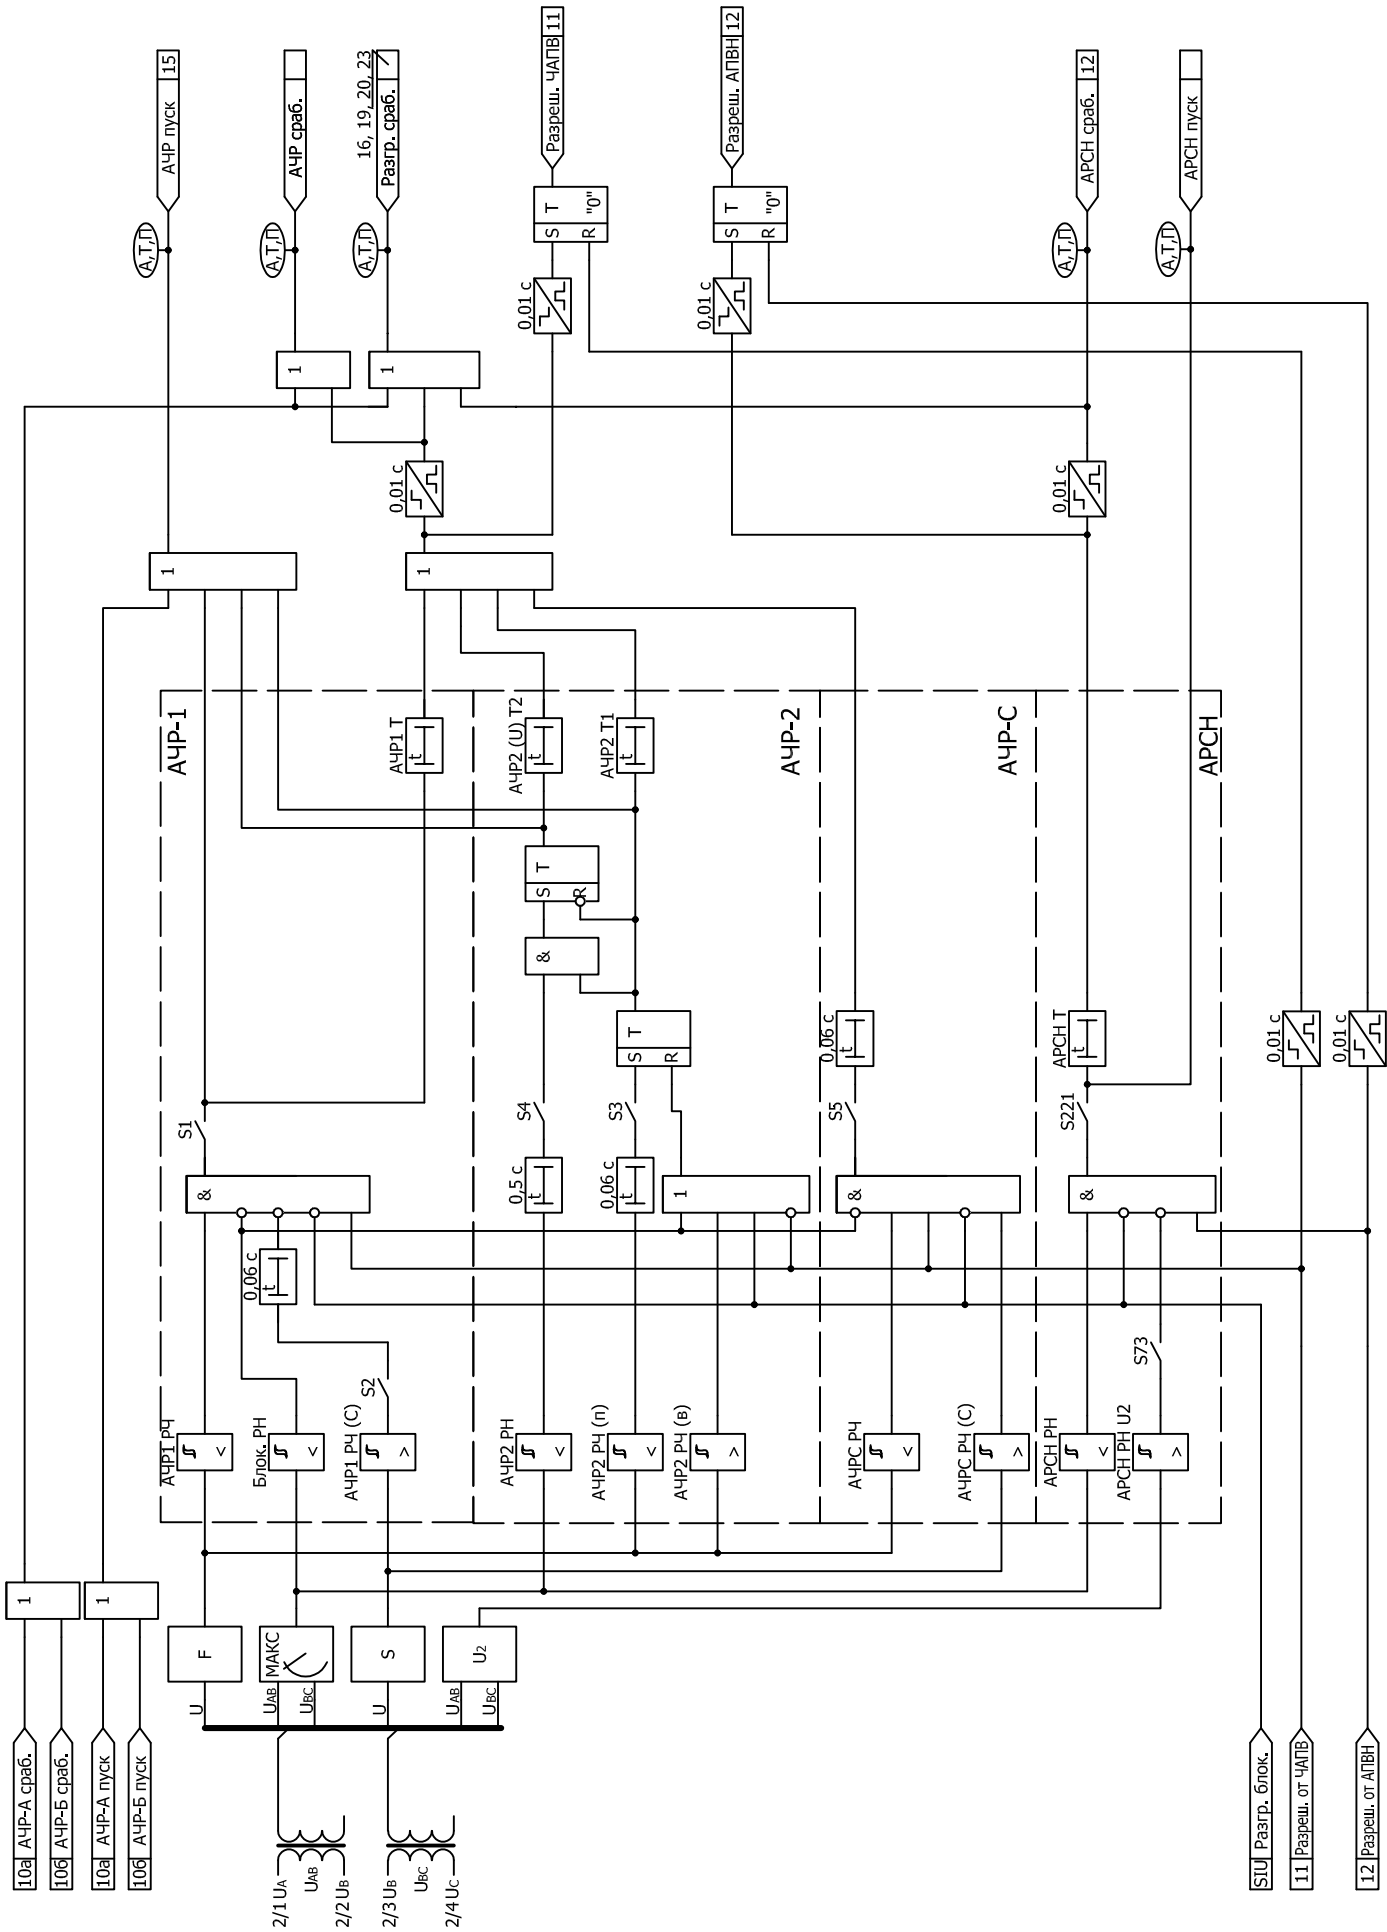 10а АЧР-А сраб.
10б АЧР-Б сраб.
10а АЧР-А пуск
10б АЧР-Б пуск
2/1 UA
UAB
2/2 UB
2/3 UB
UBC
2/4 UC
SIU Разгр. блок.
11 Разреш. от ЧАПВ
12 Разреш. от АПВН
1
1
U
F
UAB
UBC
МАКС
U
S
UAB
UBC
U2
АЧР1 РЧ
<
Блок. РН
<
АЧР1 РЧ (С)
>
АЧР2 РН
<
АЧР2 РЧ (п)
<
АЧР2 РЧ (в)
>
АЧРС РЧ
<
АЧРС РЧ (С)
>
АРСН РН
<
АРСН РН U2
>
S2
S73
0,06 с
t
&
0,5 с
t
0,06 с
t
1
&
&
S1
S4
S3
S5
S221
S T
R
0,06 с
t
АРСН Т
t
0,01 с
0,01 с
&
S T
R
АЧР1 Т
t
АЧР2 (U) Т2
t
АЧР2 Т1
t
АЧР-1
АЧР-2
АЧР-С
АРСН
1
1
0,01 с
0,01 с
1
1
0,01 с
0,01 с
S T
R "0"
S T
R "0"
А,Т,П
А,Т,П
А,Т,П
А,Т,П
А,Т,П
АЧР пуск 15
АЧР сраб.
16, 19, 20, 23
Разгр. сраб.
Разреш. ЧАПВ 11
Разреш. АПВН 12
АРСН сраб. 12
АРСН пуск